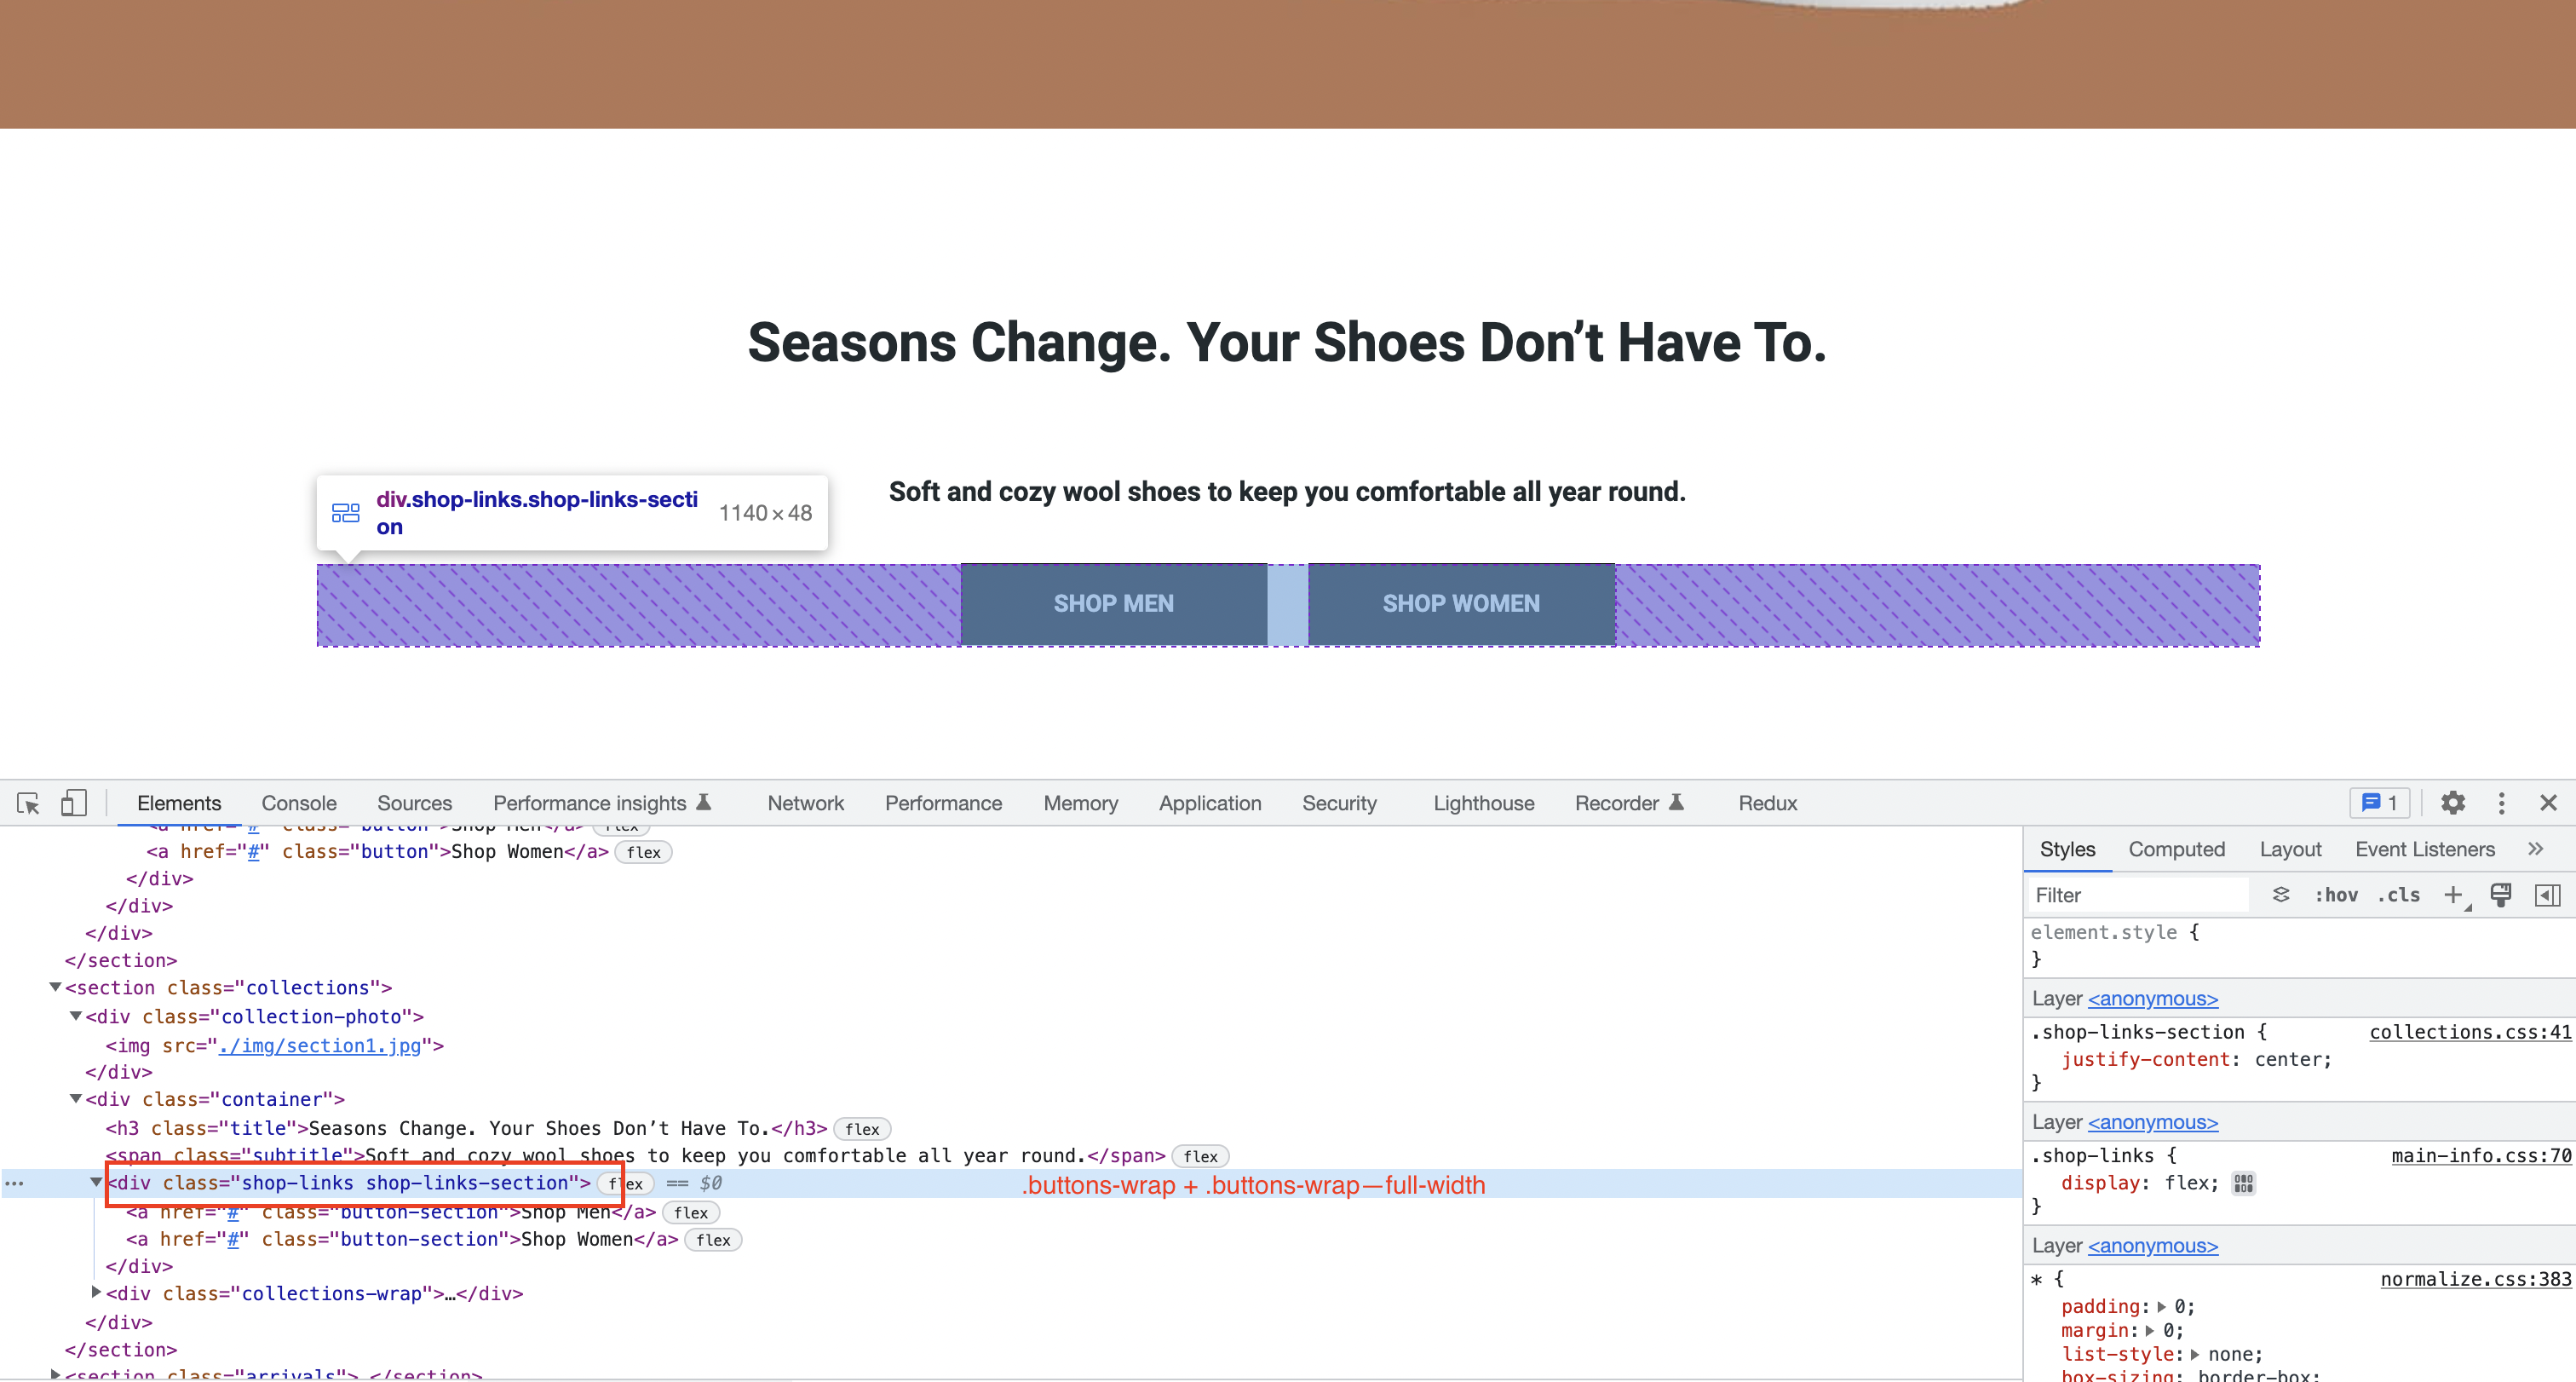 Seasons Change. Your Shoes Don’t Have To.
Soft and cozy wool shoes to keep you comfortable all year round.
div.shop-links.shop-links-secti
on
1140 × 48
SHOP MEN
SHOP WOMEN
Elements Console Sources Performance insights Network Performance Memory Application Security Lighthouse Recorder Redux 1
<a href="#" class="button">Shop Men</a> flex
<a href="#" class="button">Shop Women</a> flex
</div>
</div>
</div>
</section>
<section class="collections">
<div class="collection-photo">
<img src="./img/section1.jpg">
</div>
<div class="container">
<h3 class="title">Seasons Change. Your Shoes Don’t Have To.</h3> flex
<span class="subtitle">Soft and cozy wool shoes to keep you comfortable all year round.</span> flex
<div class="shop-links shop-links-section"> flex == $0
.buttons-wrap + .buttons-wrap—full-width
<a href="#" class="button-section">Shop Men</a> flex
<a href="#" class="button-section">Shop Women</a> flex
</div>
<div class="collections-wrap">…</div>
</div>
</section>
<section class="arrivals">…</section>
Styles Computed Layout Event Listeners
Filter :hov .cls
element.style {
}
Layer <anonymous>
.shop-links-section { collections.css:41
justify-content: center;
}
Layer <anonymous>
.shop-links { main-info.css:70
display: flex;
}
Layer <anonymous>
* { normalize.css:383
padding: 0;
margin: 0;
list-style: none;
box-sizing: border-box;